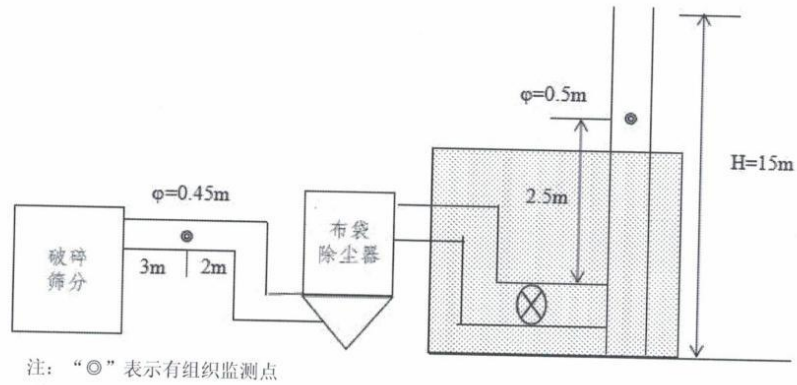 φ=0.5m
H=15m
φ=0.45m
2.5m
破碎
筛分
布袋
除尘器
3m
2m
注：“◎”表示有组织监测点